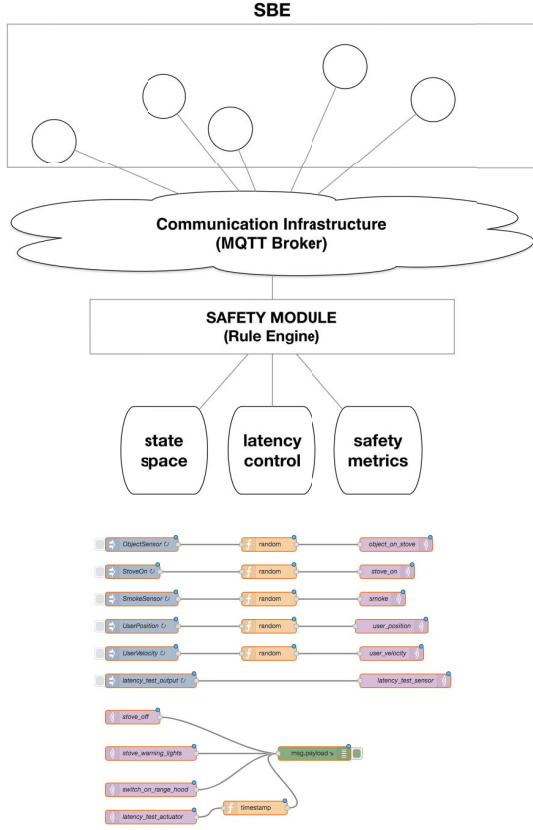 SBE
Communication Infrastructure
(MQTT Broker)
SAFETY MODULE
(Rule Engine)
state
space
latency
control
safety
metrics
ObjectSensor ↻ random object_on_stove
StoveOn ↻ random stove_on
SmokeSensor ↻ random smoke
UserPosition ↻ random user_position
UserVelocity ↻ random user_velocity
latency_test_output ↻ latency_test_sensor
stove_off
stove_warning_lights msg.payload
switch_on_range_hood
timestamp
latency_test_actuator